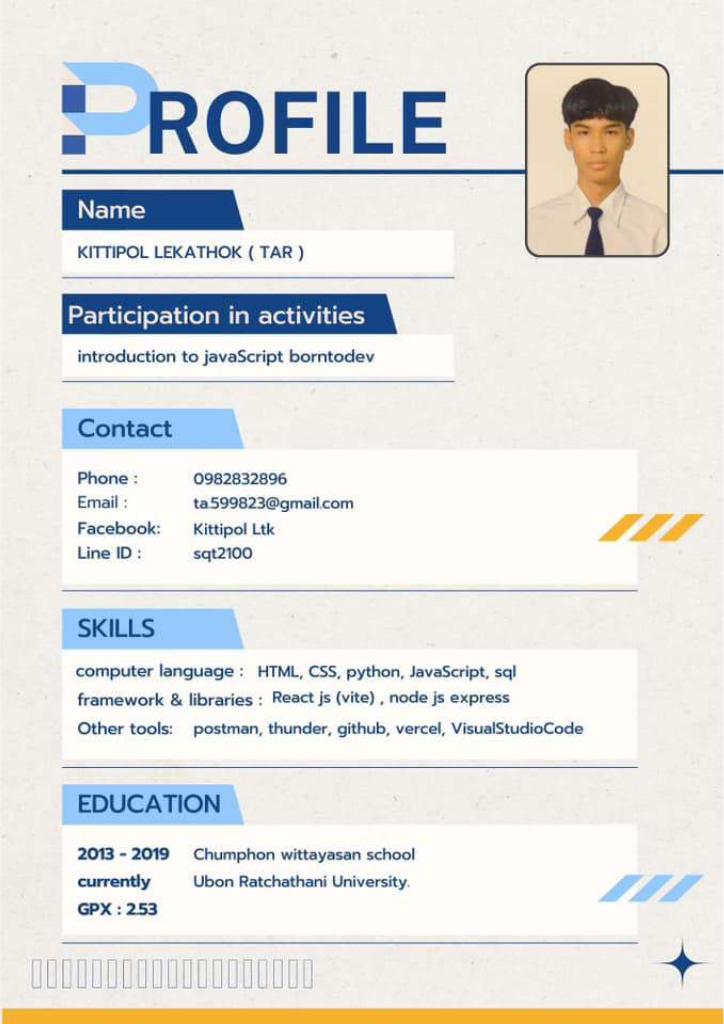 PROFILE
Name
KITTIPOL LEKATHOK ( TAR )
Participation in activities
introduction to javaScript borntodev
Contact
Phone : 0982832896
Email : ta.599823@gmail.com
Facebook: Kittipol Ltk
Line ID : sqt2100
SKILLS
computer language : HTML, CSS, python, JavaScript, sql
framework & libraries : React js (vite) , node js express
Other tools: postman, thunder, github, vercel, VisualStudioCode
EDUCATION
2013 - 2019 Chumphon wittayasan school
currently Ubon Ratchathani University.
GPX : 2.53